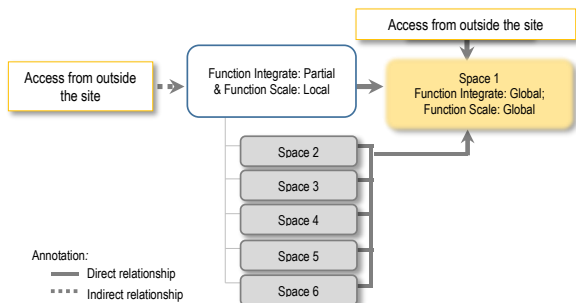 Access from outside the site
Access from outside
the site
Function Integrate: Partial
& Function Scale: Local
Space 1
Function Integrate: Global;
Function Scale: Global
Space 2
Space 3
Space 4
Space 5
Space 6
Annotation:
Direct relationship
Indirect relationship